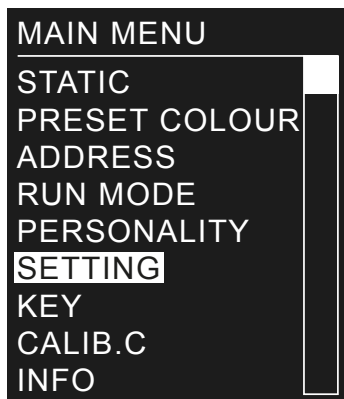 MAIN MENU
STATIC
PRESET COLOUR
ADDRESS
RUN MODE
PERSONALITY
SETTING
KEY
CALIB.C
INFO